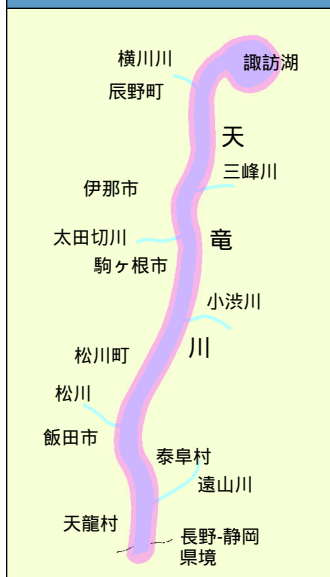 横川川
諏訪湖
辰野町
天
三峰川
伊那市
太田切川
竜
駒ヶ根市
小渋川
川
松川町
松川
飯田市
泰阜村
遠山川
天龍村
長野-静岡
県境